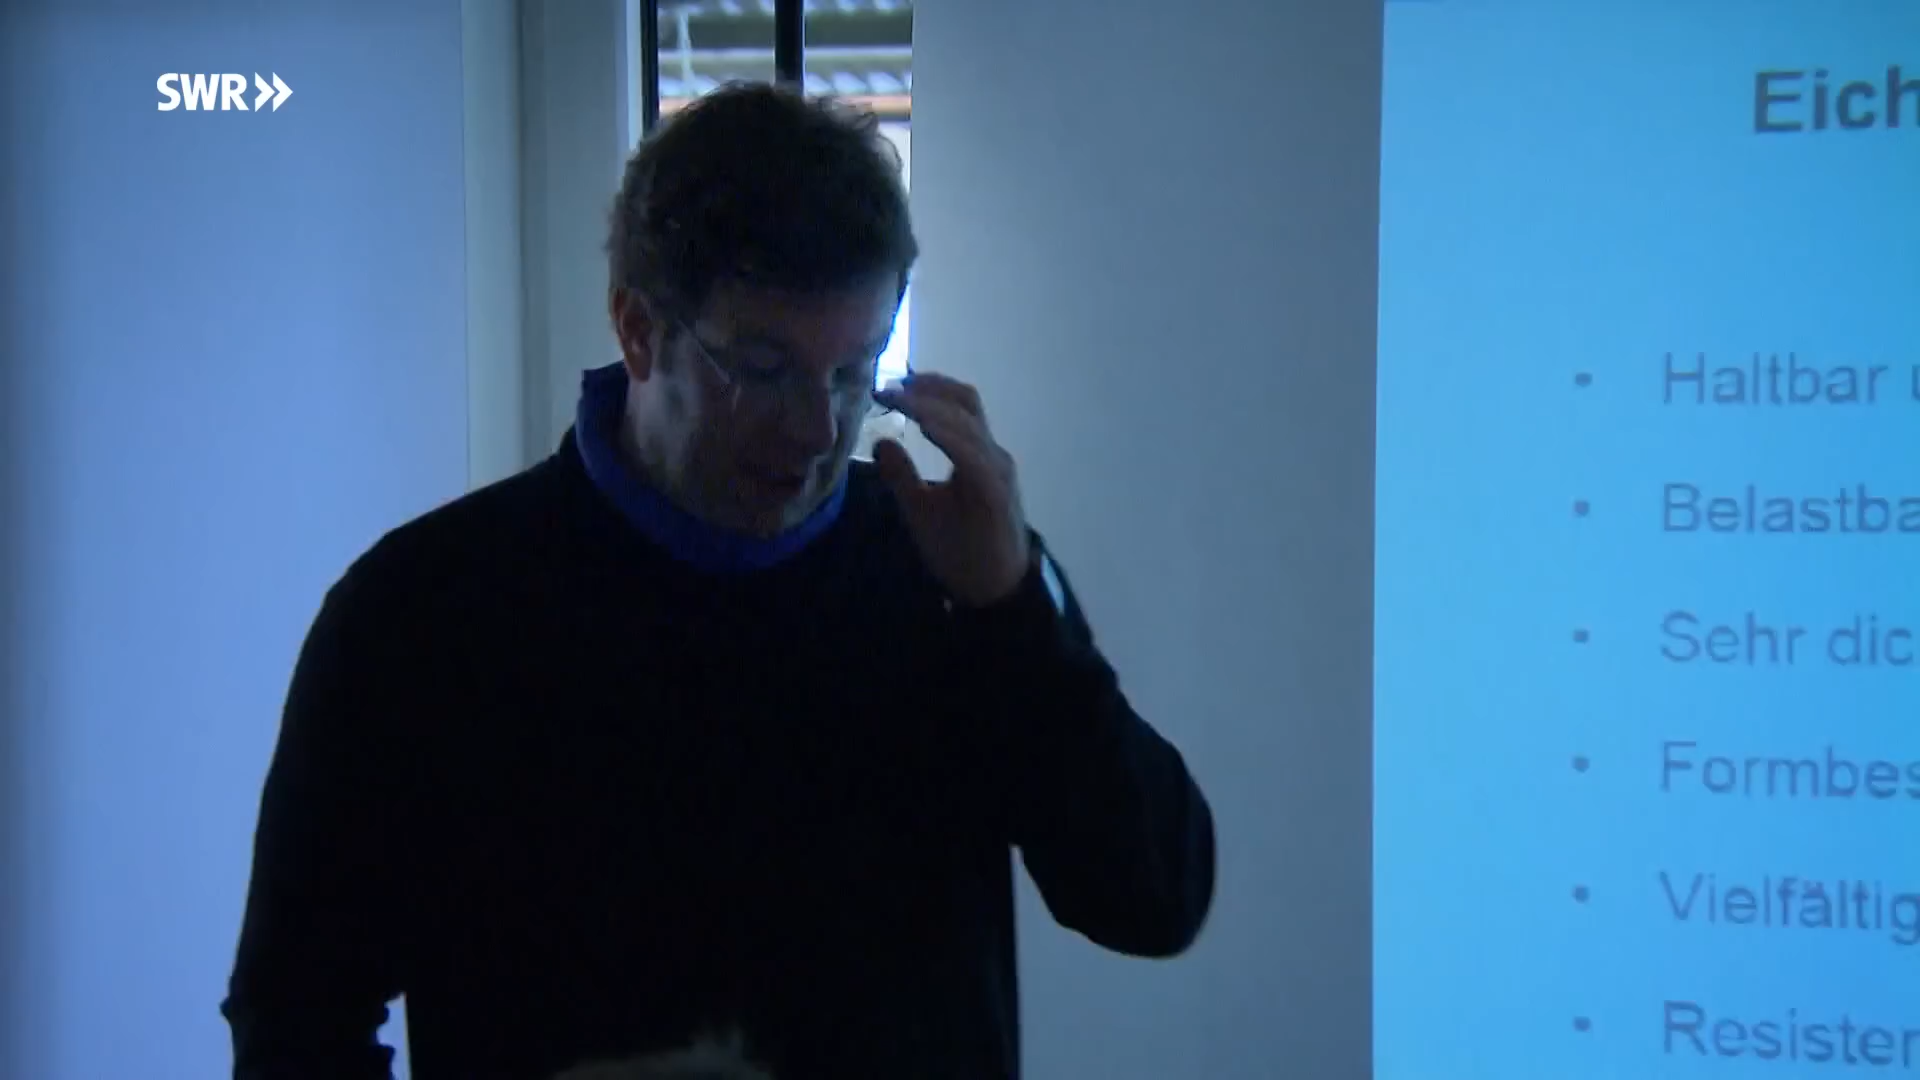 SWR
Eich
• Haltbar
• Belastba
• Sehr dic
• Formbes
• Vielfältig
• Resister